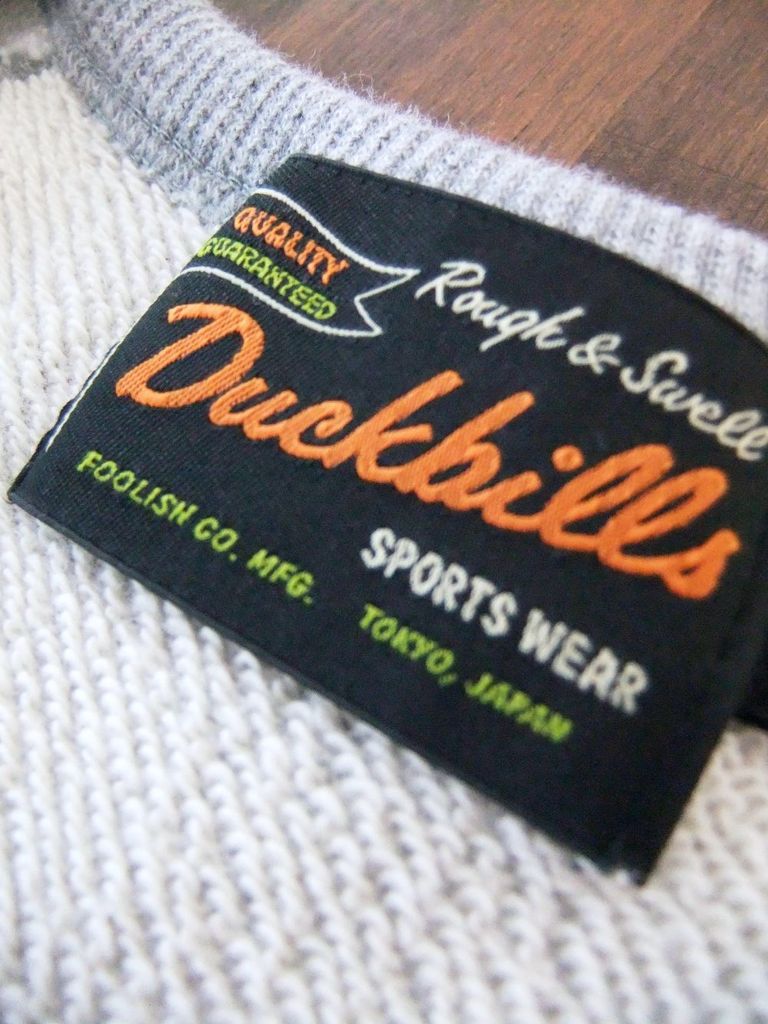 QUALITY
GUARANTEED
Rough & Swell
Duckbills
SPORTS WEAR
FOOLISH CO. MFG. TOKYO, JAPAN